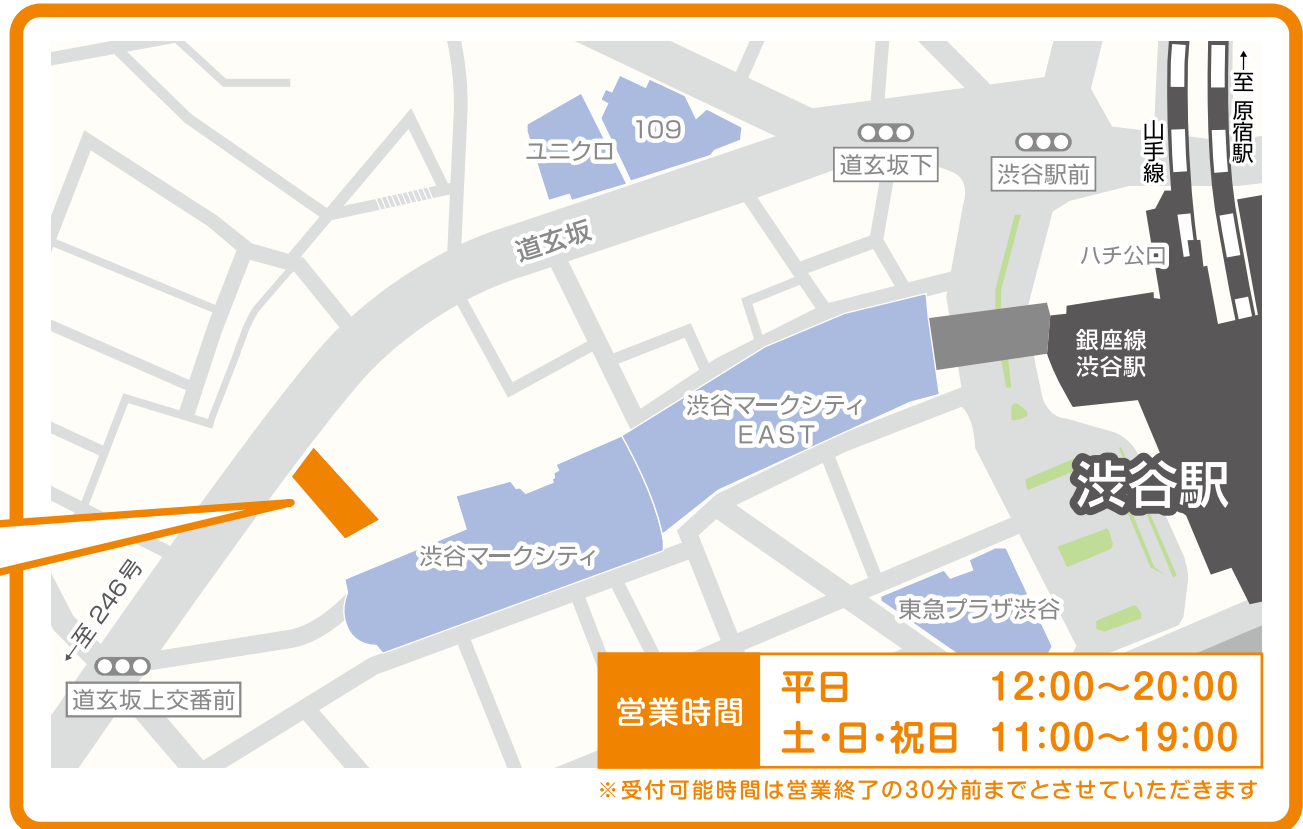 ↑至 原宿駅
山手線
109
ユニクロ
道玄坂下
渋谷駅前
道玄坂
ハチ公口
銀座線
渋谷駅
渋谷マークシティ
EAST
渋谷駅
渋谷マークシティ
←至 246号
東急プラザ渋谷
道玄坂上交番前
営業時間
平日 12:00〜20:00
土・日・祝日 11:00〜19:00
※受付可能時間は営業終了の30分前までとさせていただきます